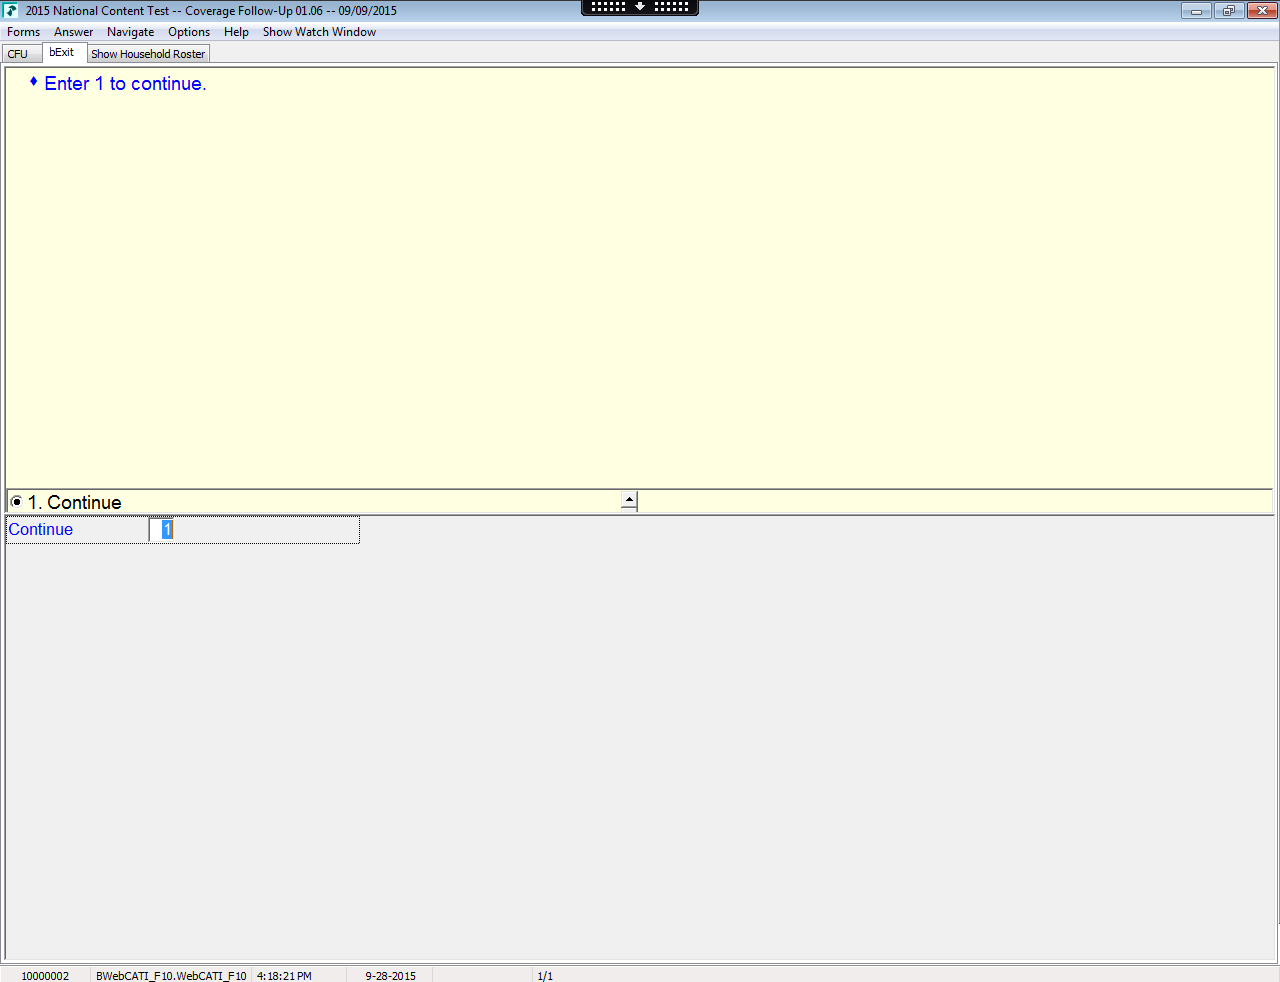 2015 National Content Test -- Coverage Follow-Up 01.06 -- 09/09/2015
Forms Answer Navigate Options Help Show Watch Window
CFU bExit Show Household Roster
Enter 1 to continue.
1. Continue
Continue 1
10000002 BWebCATI_F10.WebCATI_F10 4:18:21 PM 9-28-2015 1/1